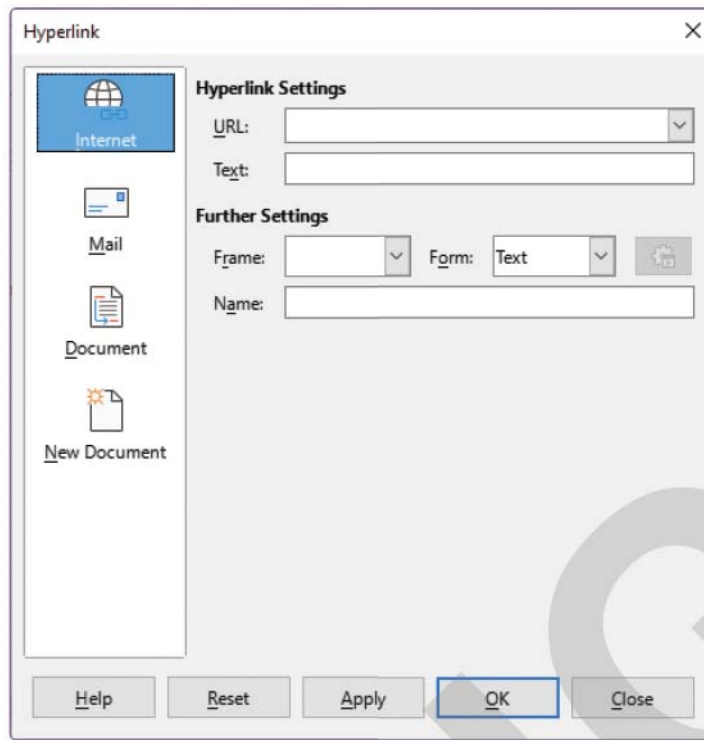 Hyperlink
Internet
Mail
Document
New Document
Hyperlink Settings
URL:
Text:
Further Settings
Frame: Form: Text
Name:
Help Reset Apply OK Close